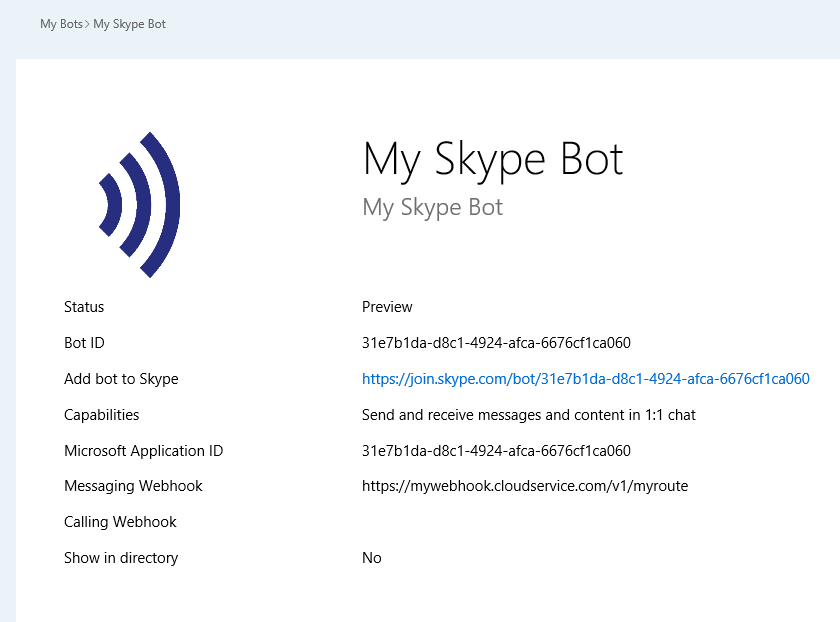 My Bots> My Skype Bot
My Skype Bot
My Skype Bot
Status Preview
Bot ID 31e7b1da-d8c1-4924-afca-6676cf1ca060
Add bot to Skype https://join.skype.com/bot/31e7b1da-d8c1-4924-afca-6676cf1ca060
Capabilities Send and receive messages and content in 1:1 chat
Microsoft Application ID 31e7b1da-d8c1-4924-afca-6676cf1ca060
Messaging Webhook https://mywebhook.cloudservice.com/v1/myroute
Calling Webhook
Show in directory No